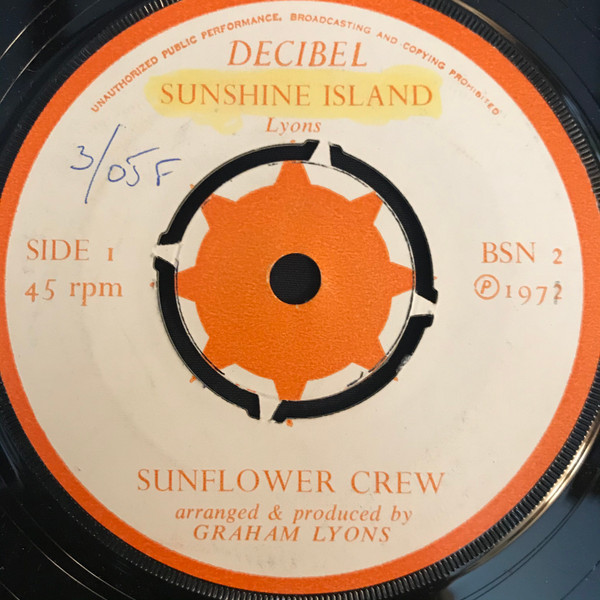 UNAUTHORIZED PUBLIC PERFORMANCE, BROADCASTING AND COPYING PROHIBITED
DECIBEL
SUNSHINE ISLAND
Lyons
3/05F
SIDE 1
45 rpm
BSN 2
Ⓟ1972
SUNFLOWER CREW
arranged & produced by
GRAHAM LYONS